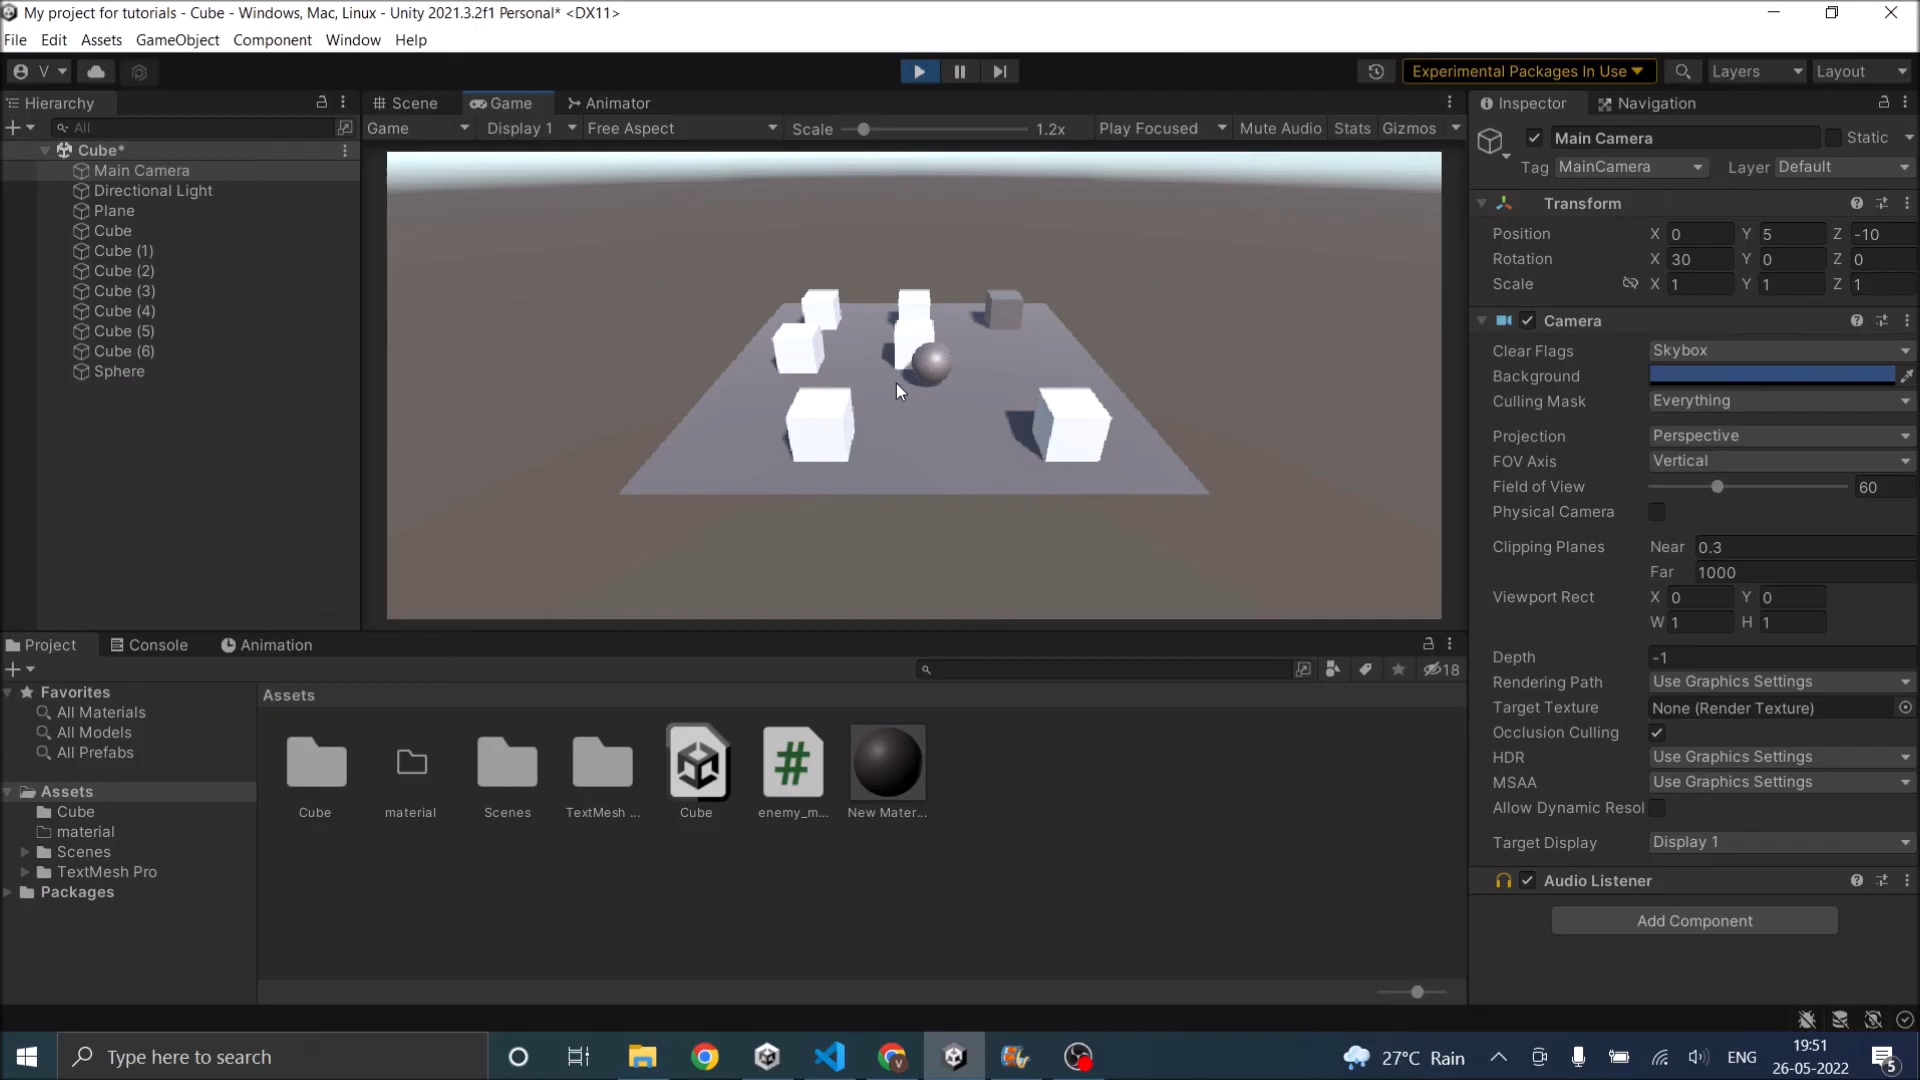 My project for tutorials - Cube - Windows, Mac, Linux - Unity 2021.3.2f1 Personal* <DX11>
File Edit Assets GameObject Component Window Help
V Experimental Packages In Use Layers Layout
Hierarchy
All
Cube*
Main Camera
Directional Light
Plane
Cube
Cube (1)
Cube (2)
Cube (3)
Cube (4)
Cube (5)
Cube (6)
Sphere
Scene Game Animator
Game Display 1 Free Aspect Scale 1.2x Play Focused Mute Audio Stats Gizmos
Inspector Navigation
Main Camera Static
Tag MainCamera Layer Default
Transform
Position X 0 Y 5 Z -10
Rotation X 30 Y 0 Z 0
Scale X 1 Y 1 Z 1
Camera
Clear Flags Skybox
Background
Culling Mask Everything
Projection Perspective
FOV Axis Vertical
Field of View 60
Physical Camera
Clipping Planes Near 0.3
Far 1000
Viewport Rect X 0 Y 0
W 1 H 1
Depth -1
Rendering Path Use Graphics Settings
Target Texture None (Render Texture)
Occlusion Culling
HDR Use Graphics Settings
MSAA Use Graphics Settings
Allow Dynamic Resol
Target Display Display 1
Audio Listener
Add Component
Project Console Animation
18
Favorites
All Materials
All Models
All Prefabs
Assets
Cube
material
Scenes
TextMesh Pro
Packages
Assets
Cube material Scenes TextMesh ... Cube enemy_m... New Mater...
Type here to search
27°C Rain
ENG
19:51
26-05-2022
5